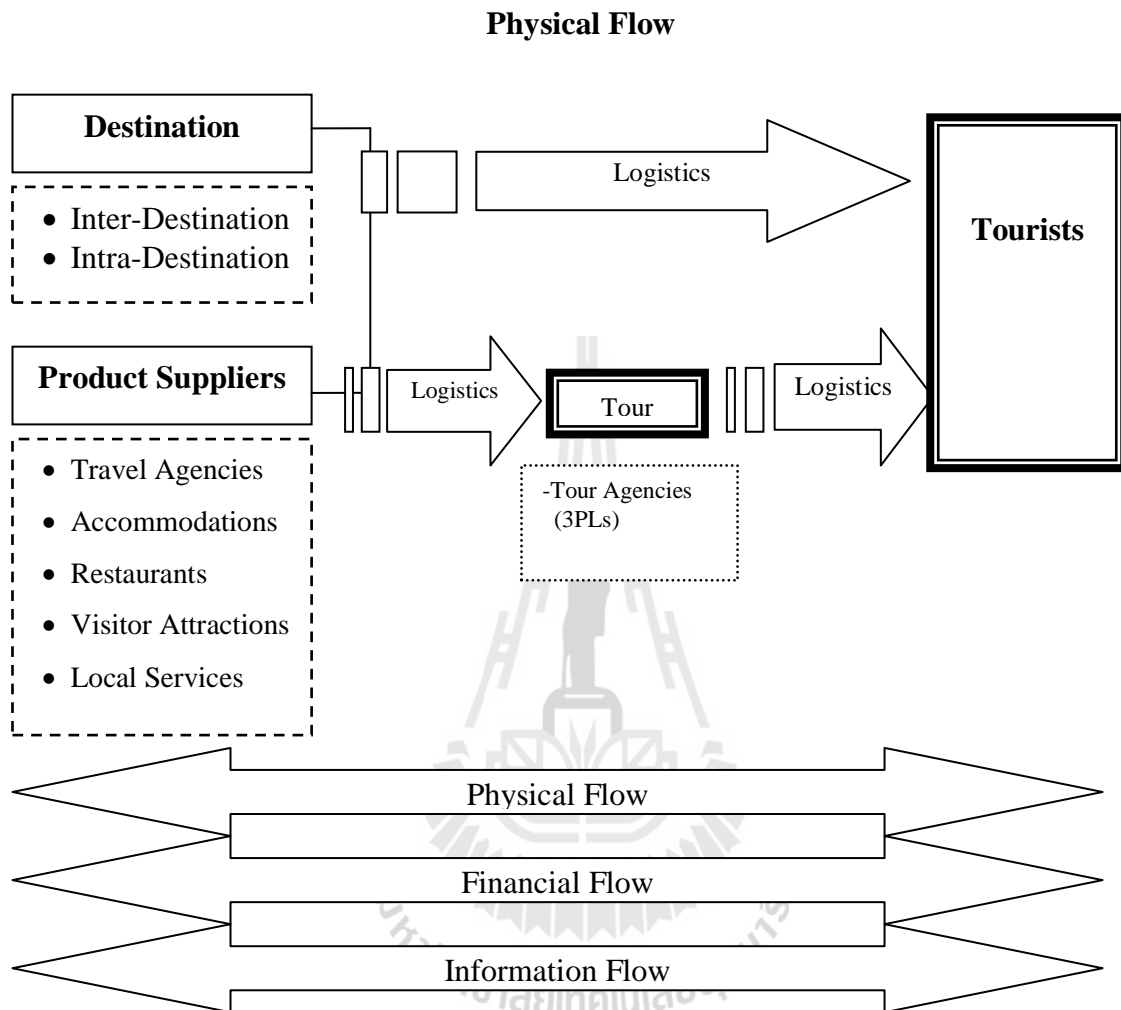 Physical Flow
Destination
• Inter-Destination
• Intra-Destination
Logistics
Tourists
Product Suppliers
• Travel Agencies
• Accommodations
• Restaurants
• Visitor Attractions
• Local Services
Logistics
Tour
-Tour Agencies
(3PLs)
Logistics
Physical Flow
Financial Flow
Information Flow